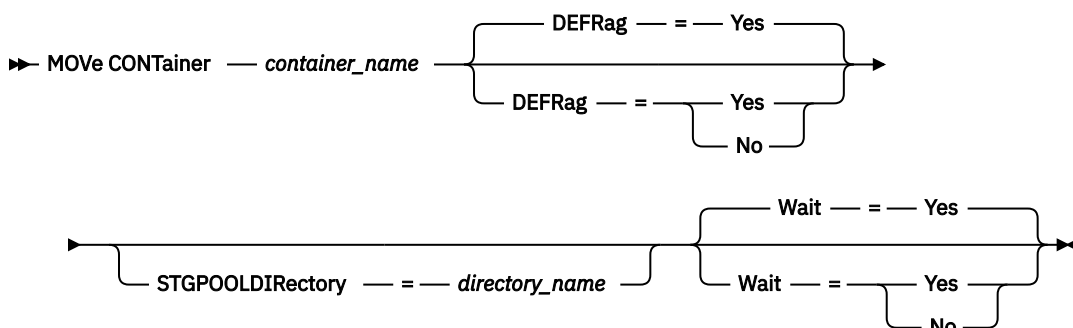 DEFRag = Yes
MOVe CONTainer container_name
DEFRag = Yes
No
Wait = Yes
STGPOOLDIRectory = directory_name
Wait = Yes
No